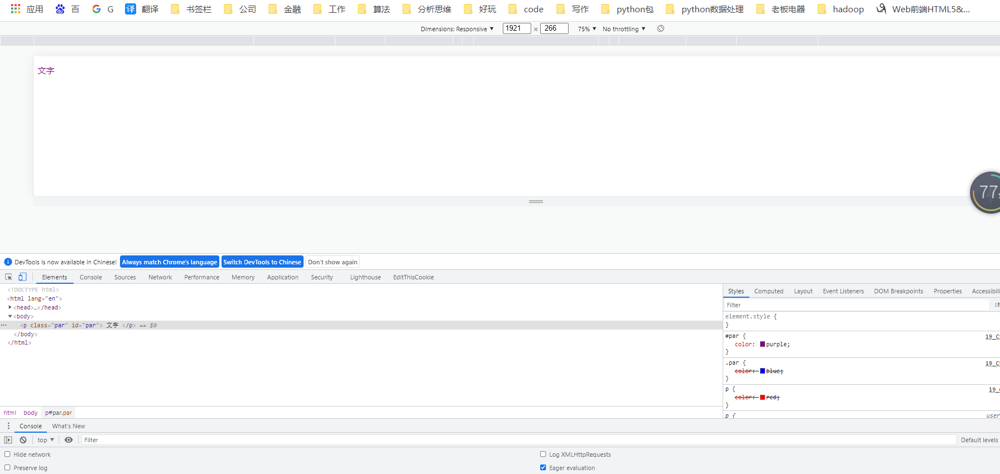 应用 百 G 译 翻译 书签栏 公司 金融 工作 算法 分析思维 好玩 code 写作 python包 python数据处理 老板电器 hadoop Web前端HTML5&...
Dimensions: Responsive ▼ 1921 × 266 75% ▼ No throttling ▼
文字
77
DevTools is now available in Chinese! Always match Chrome's language Switch DevTools to Chinese Don't show again
Elements Console Sources Network Performance Memory Application Security Lighthouse EditThisCookie
<!DOCTYPE html>
<html lang="en">
<head>…</head>
<body>
<p class="par" id="par"> 文字 </p> == $0
</body>
</html>
Styles Computed Layout Event Listeners DOM Breakpoints Properties Accessibili
Filter :h
element.style {
}
#par { 19_C
color: purple;
}
.par { 19_C
color: blue;
}
p { 19_
color: red;
}
p { user
html body p#par.par
Console What's New
top ▼ Filter Default levels
Hide network Log XMLHttpRequests
Preserve log Eager evaluation